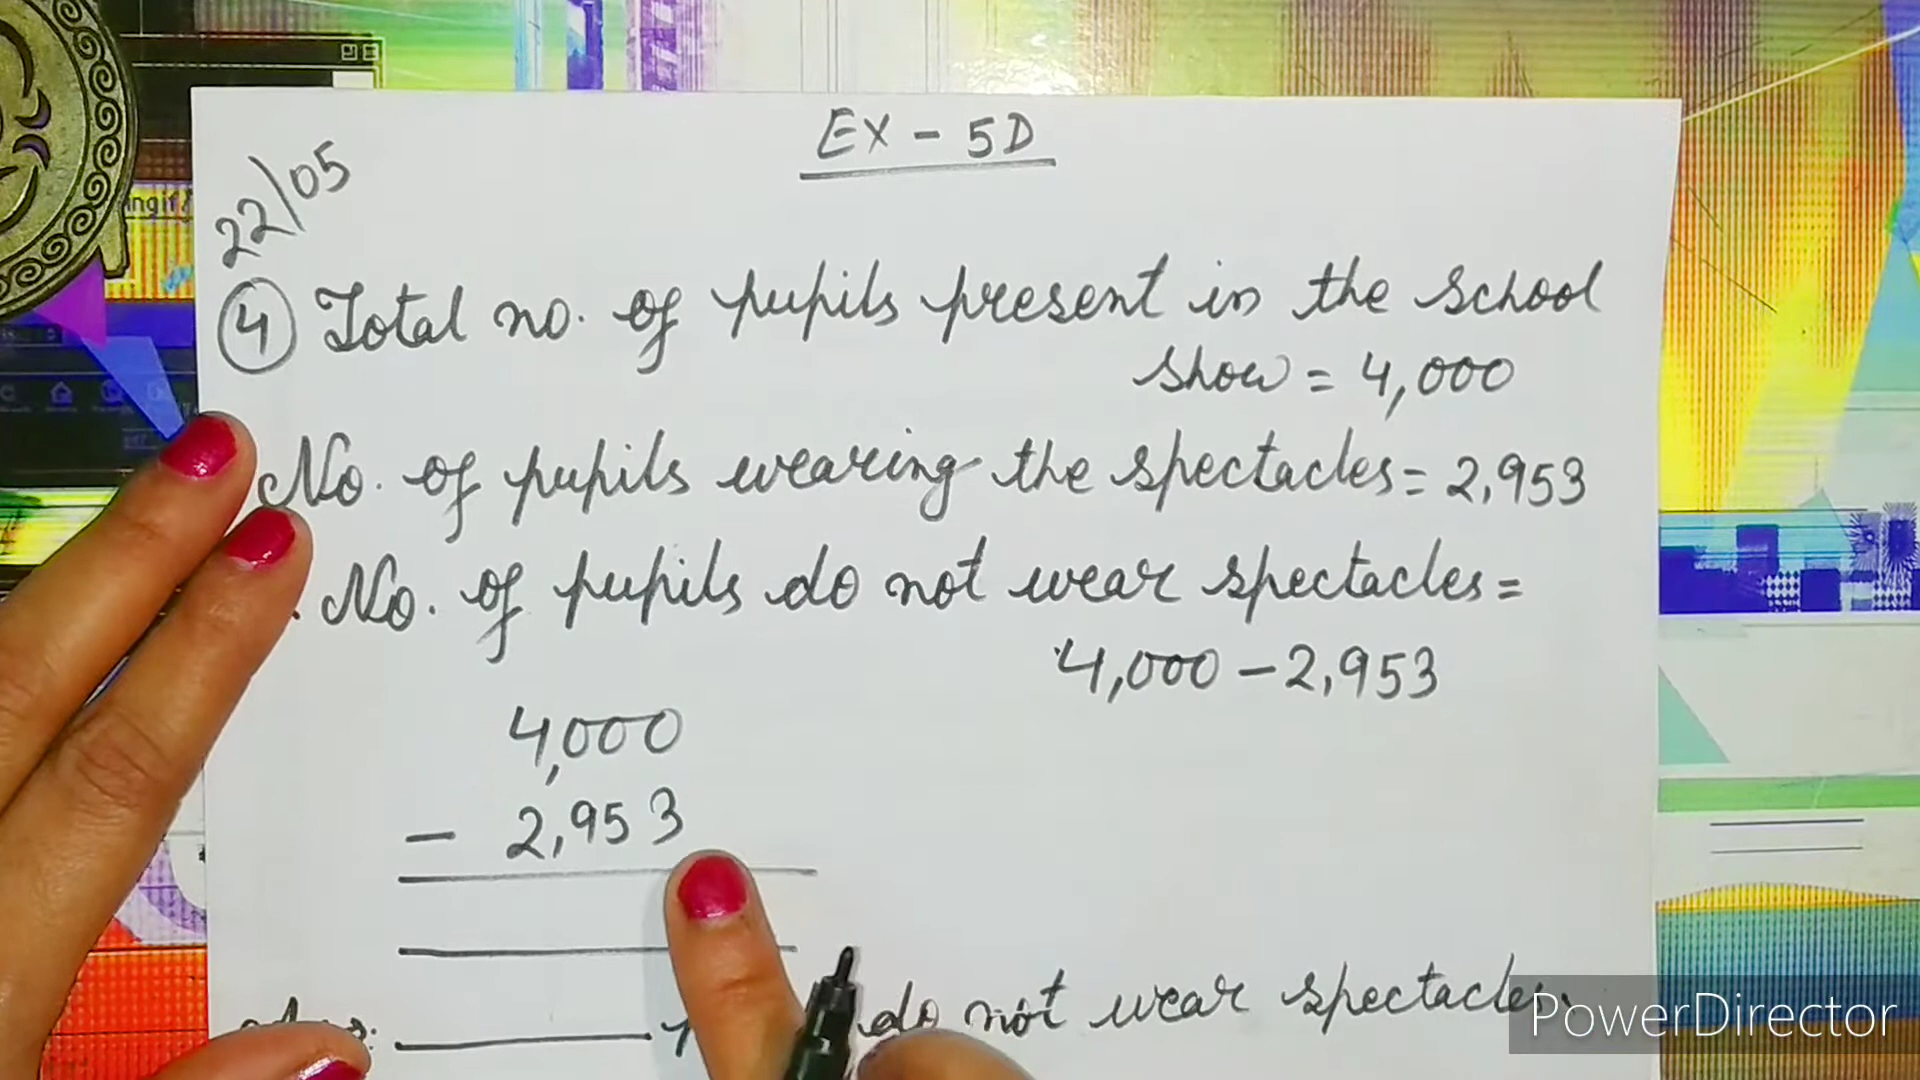 EX - 5D
22/05
4 Total no. of pupils present in the school
show = 4,000
No. of pupils wearing the spectacles = 2,953
No. of pupils do not wear spectacles =
4,000 - 2,953
4,000
- 2,953
do not wear spectacles.
PowerDirector